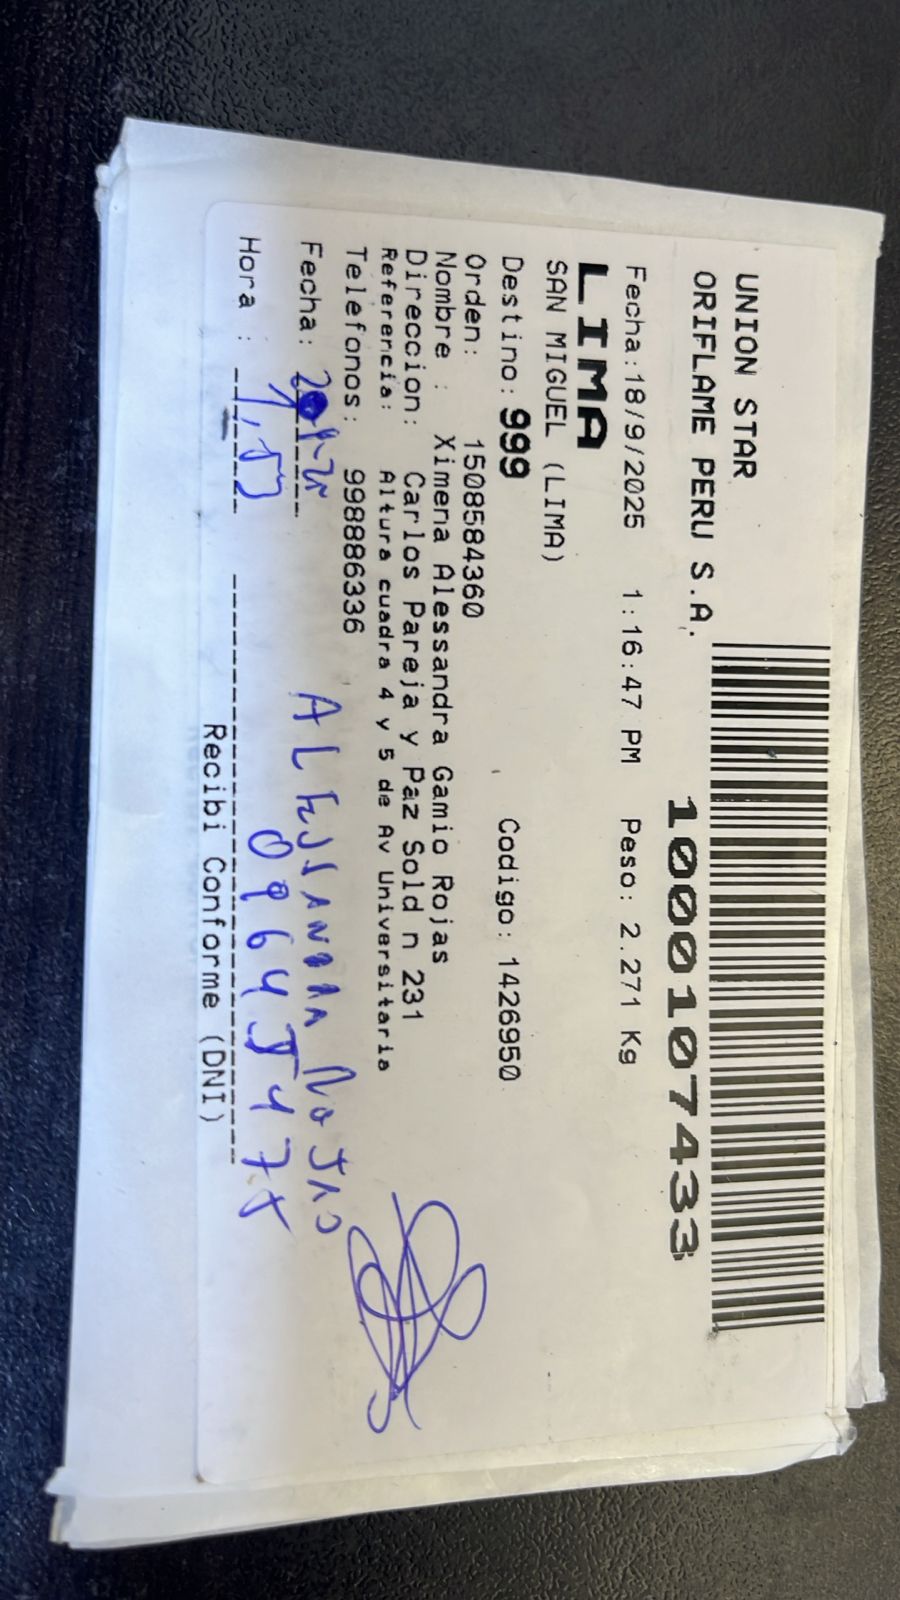 UNION STAR
ORIFLAME PERU S.A.
1000107433
Fecha:18/9/2025 1:16:47 PM Peso: 2.271 Kg
LIMA
SAN MIGUEL (LIMA)
Destino: 999 Codigo: 1426950
Orden: 1508584360
Nombre : Ximena Alessandra Gamio Rojas
Direccion: Carlos Pareja y Paz Sold n 231
Referencia: Altura cuadra 4 y 5 de Av Universitaria
Telefonos: 998886336
Fecha:
Hora :
ALESSANDRA
Recibi Conforme (DNI)